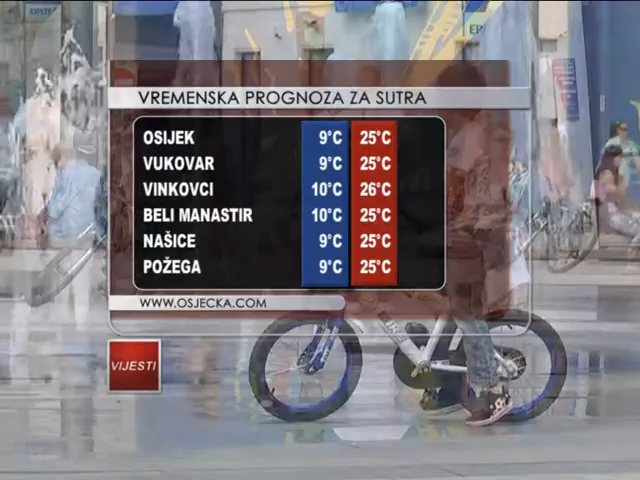 VREMENSKA PROGNOZA ZA SUTRA
OSIJEK 9°C 25°C
VUKOVAR 9°C 25°C
VINKOVCI 10°C 26°C
BELI MANASTIR 10°C 25°C
NAŠICE 9°C 25°C
POŽEGA 9°C 25°C
WWW.OSJECKA.COM
VIJESTI